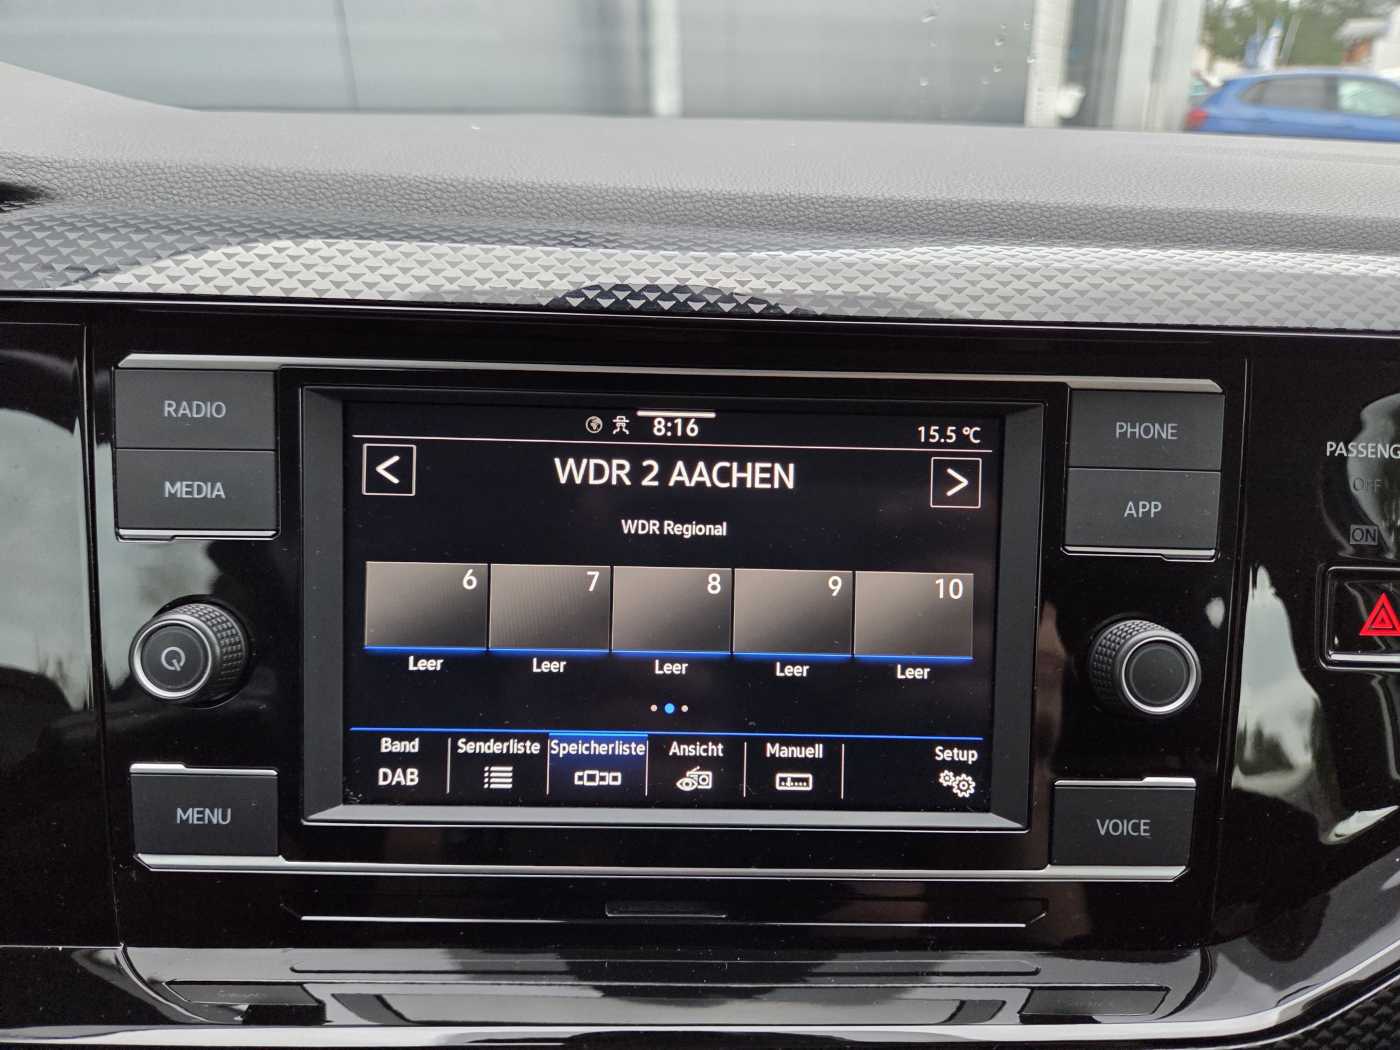 RADIO
MEDIA
MENU
8:16
15.5 °C
<
WDR 2 AACHEN
>
WDR Regional
6
7
8
9
10
Leer
Leer
Leer
Leer
Leer
Band
DAB
Senderliste
Speicherliste
Ansicht
Manuell
Setup
PHONE
APP
VOICE
PASSENG
OFF
ON